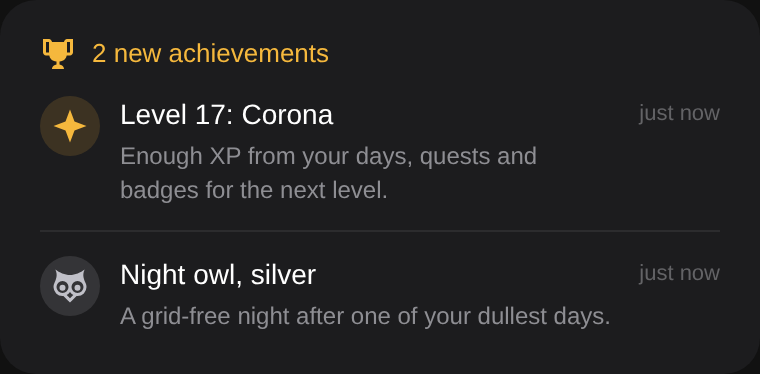 2 new achievements
Level 17: Corona
just now
Enough XP from your days, quests and
badges for the next level.
Night owl, silver
just now
A grid-free night after one of your dullest days.